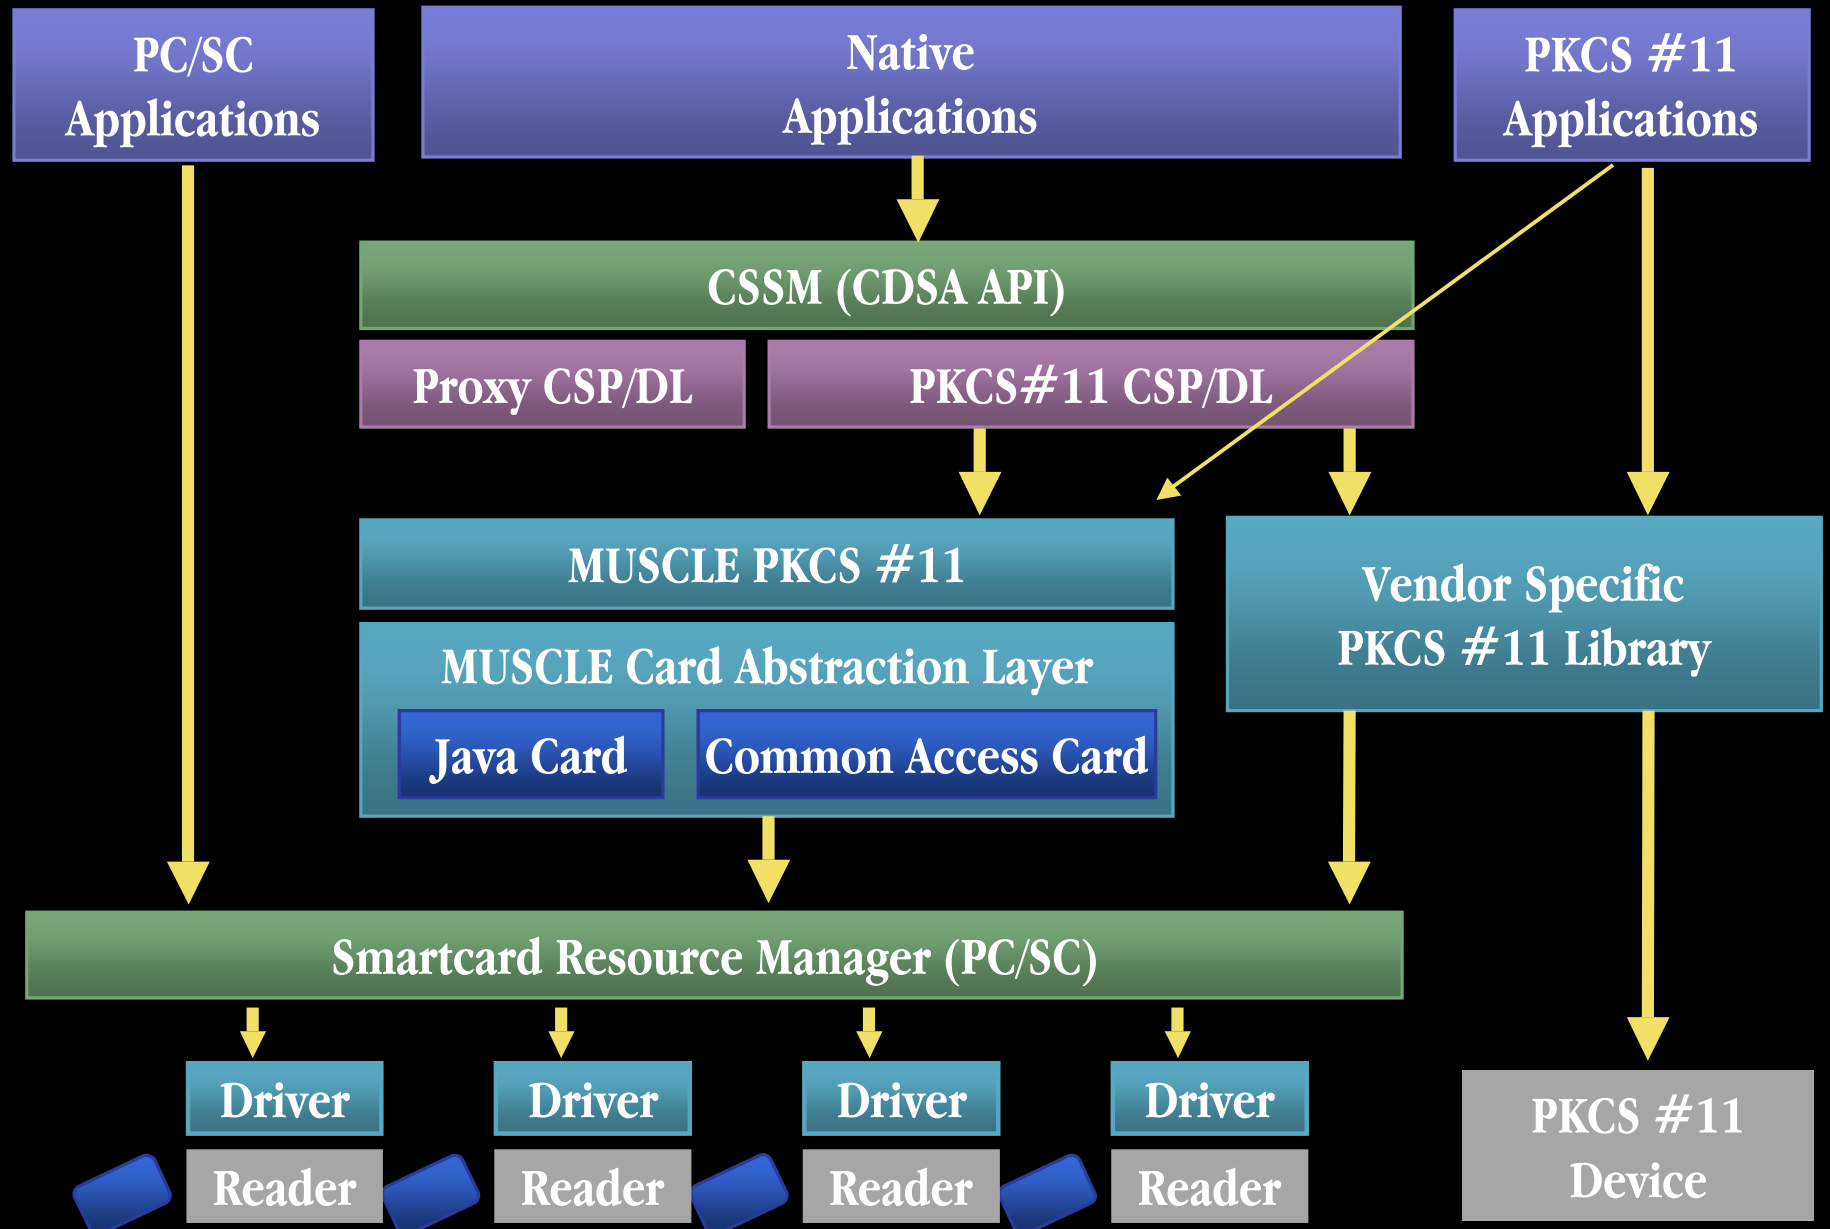 PC/SC
Applications
Native
Applications
PKCS #11
Applications
CSSM (CDSA API)
Proxy CSP/DL
PKCS#11 CSP/DL
MUSCLE PKCS #11
MUSCLE Card Abstraction Layer
Java Card
Common Access Card
Vendor Specific
PKCS #11 Library
Smartcard Resource Manager (PC/SC)
Driver
Driver
Driver
Driver
Reader
Reader
Reader
Reader
PKCS #11
Device